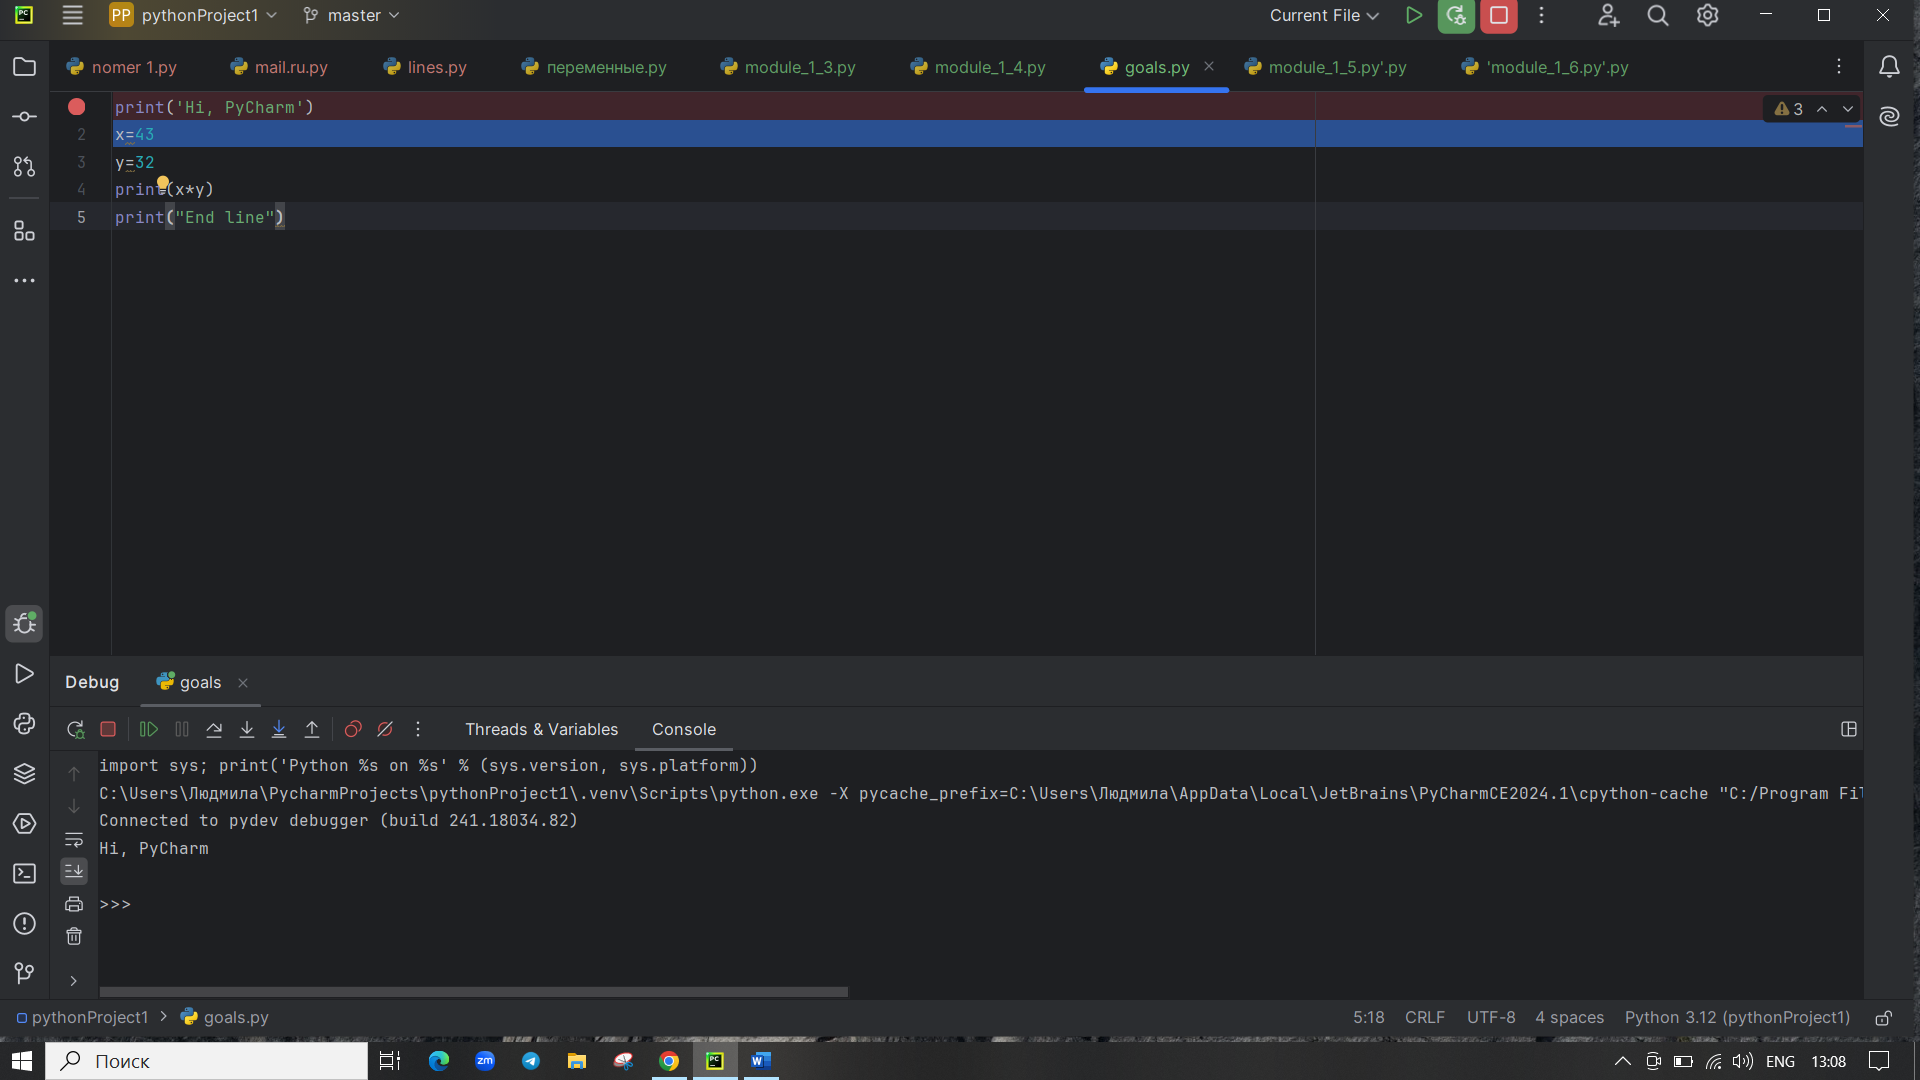 PC PP pythonProject1 master Current File
nomer 1.py mail.ru.py lines.py переменные.py module_1_3.py module_1_4.py goals.py module_1_5.py'.py 'module_1_6.py'.py
print('Hi, PyCharm') 3
2 x=43
3 y=32
4 print(x*y)
5 print("End line")
Debug goals
Threads & Variables Console
import sys; print('Python %s on %s' % (sys.version, sys.platform))
C:\Users\Людмила\PycharmProjects\pythonProject1\.venv\Scripts\python.exe -X pycache_prefix=C:\Users\Людмила\AppData\Local\JetBrains\PyCharmCE2024.1\cpython-cache "C:/Program Fil
Connected to pydev debugger (build 241.18034.82)
Hi, PyCharm
>>>
pythonProject1 > goals.py 5:18 CRLF UTF-8 4 spaces Python 3.12 (pythonProject1)
Поиск zm PC W ENG 13:08